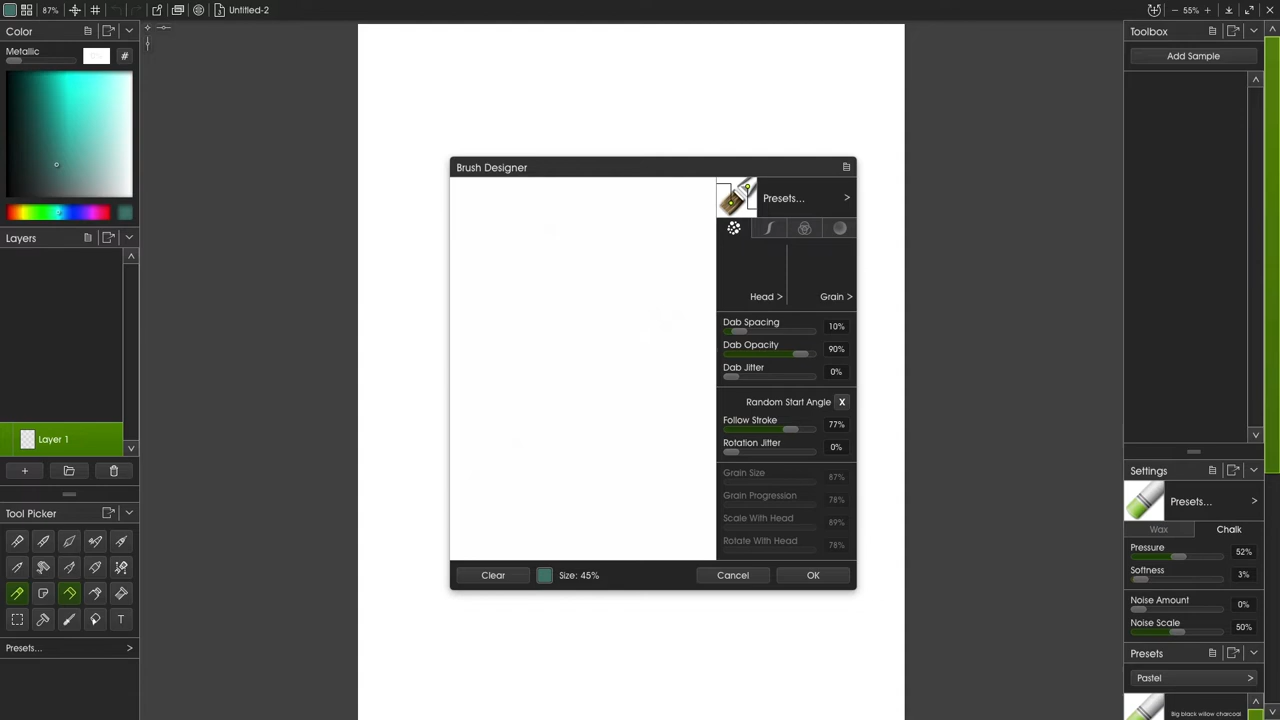 87%
Untitled-2
55%
Color
Metallic
#
Layers
Layer 1
Tool Picker
T
Presets...
>
Brush Designer
Presets...
>
Head >
Grain >
Dab Spacing
10%
Dab Opacity
90%
Dab Jitter
0%
Random Start Angle
X
Follow Stroke
77%
Rotation Jitter
0%
Grain Size
87%
Grain Progression
78%
Scale With Head
89%
Rotate With Head
78%
Clear
Size: 45%
Cancel
OK
Toolbox
Add Sample
Settings
Presets...
>
Wax
Chalk
Pressure
52%
Softness
3%
Noise Amount
0%
Noise Scale
50%
Presets
Pastel
>
Big black willow charcoal